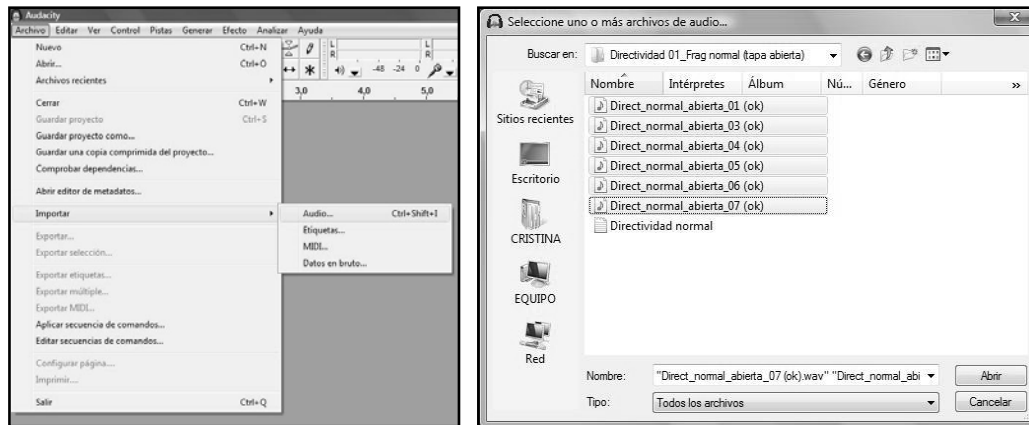 Audacity
Archivo Editar Ver Control Pistas Generar Efecto Analizar Ayuda
Nuevo Ctrl+N
Abrir... Ctrl+O
Archivos recientes
Cerrar Ctrl+W
Guardar proyecto Ctrl+S
Guardar proyecto como...
Guardar una copia comprimida del proyecto...
Comprobar dependencias...
Abrir editor de metadatos...
Importar
Exportar...
Exportar selección...
Exportar etiquetas...
Exportar múltiple...
Exportar MIDI...
Aplicar secuencia de comandos...
Editar secuencias de comandos...
Configurar página...
Imprimir...
Salir Ctrl+Q
Audio... Ctrl+Shift+I
Etiquetas...
MIDI...
Datos en bruto...
L L
R R
-48 -24 0
3,0 4,0 5,0
Seleccione uno o más archivos de audio...
Buscar en: Directividad 01_Frag normal (tapa abierta)
Nombre Intérpretes Álbum Nú... Género »
Direct_normal_abierta_01 (ok)
Direct_normal_abierta_03 (ok)
Direct_normal_abierta_04 (ok)
Direct_normal_abierta_05 (ok)
Direct_normal_abierta_06 (ok)
Direct_normal_abierta_07 (ok)
Directividad normal
Sitios recientes
Escritorio
CRISTINA
EQUIPO
Red
Nombre: "Direct_normal_abierta_07 (ok).wav" "Direct_normal_abi Abrir
Tipo: Todos los archivos Cancelar